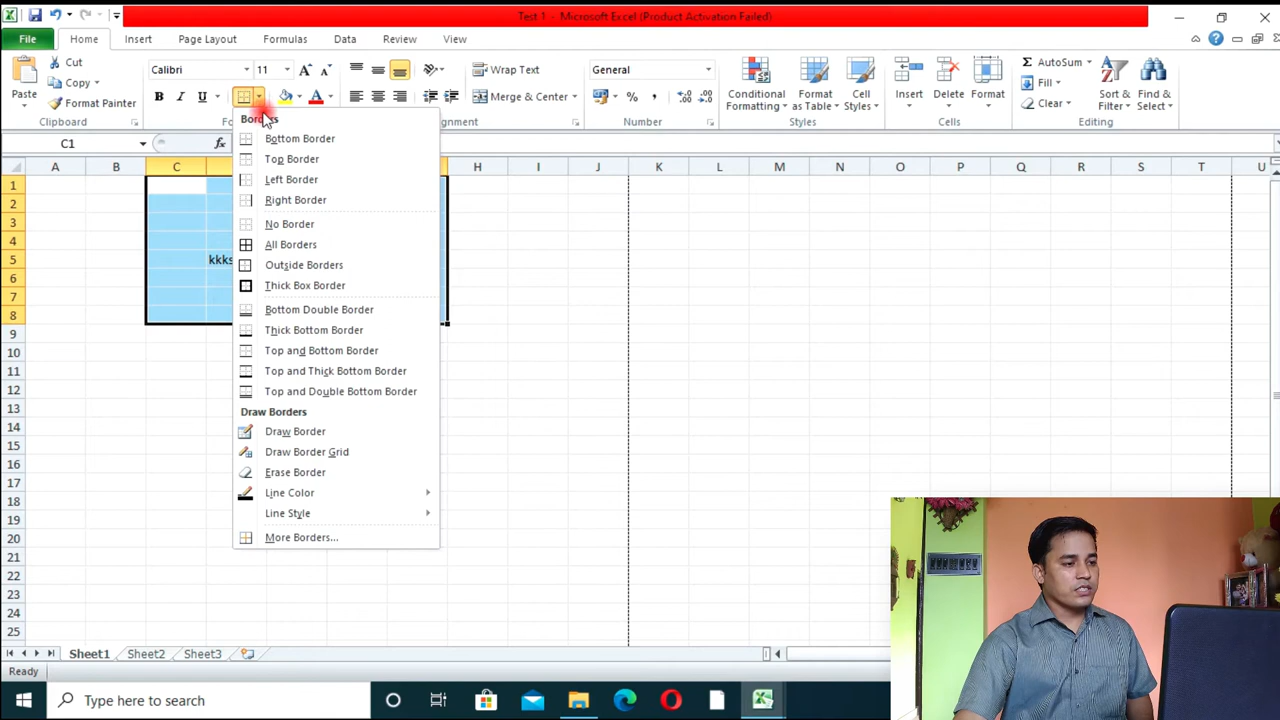 Test 1 - Microsoft Excel (Product Activation Failed)
File Home Insert Page Layout Formulas Data Review View
Cut
Copy
Format Painter
Paste
Clipboard
Calibri 11
B I U
Wrap Text
Merge & Center
General
% ,
Number
Conditional Formatting
Format as Table
Cell Styles
Styles
Insert Delete Format
Cells
AutoSum
Fill
Clear
Sort & Filter
Find & Select
Editing
C1
fx
A B C H I J K L M N O P Q R S T U
1
2
3
4
5
6
7
8
9
10
11
12
13
14
15
16
17
18
19
20
21
22
23
24
25
Bottom Border
Top Border
Left Border
Right Border
No Border
All Borders
Outside Borders
Thick Box Border
Bottom Double Border
Thick Bottom Border
Top and Bottom Border
Top and Thick Bottom Border
Top and Double Bottom Border
Draw Borders
Draw Border
Draw Border Grid
Erase Border
Line Color
Line Style
More Borders...
Sheet1 Sheet2 Sheet3
Ready
Type here to search